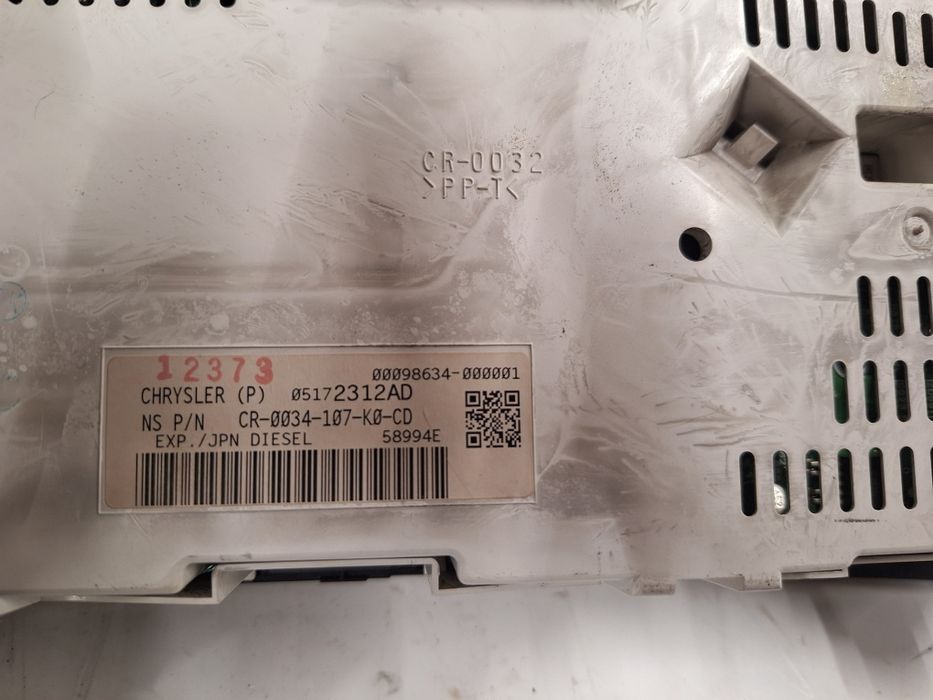 CR-0032
>PP-T<
12373
00098634-000001
CHRYSLER (P) 05172312AD
NS P/N CR-0034-107-K0-CD
EXP./JPN DIESEL 58994E